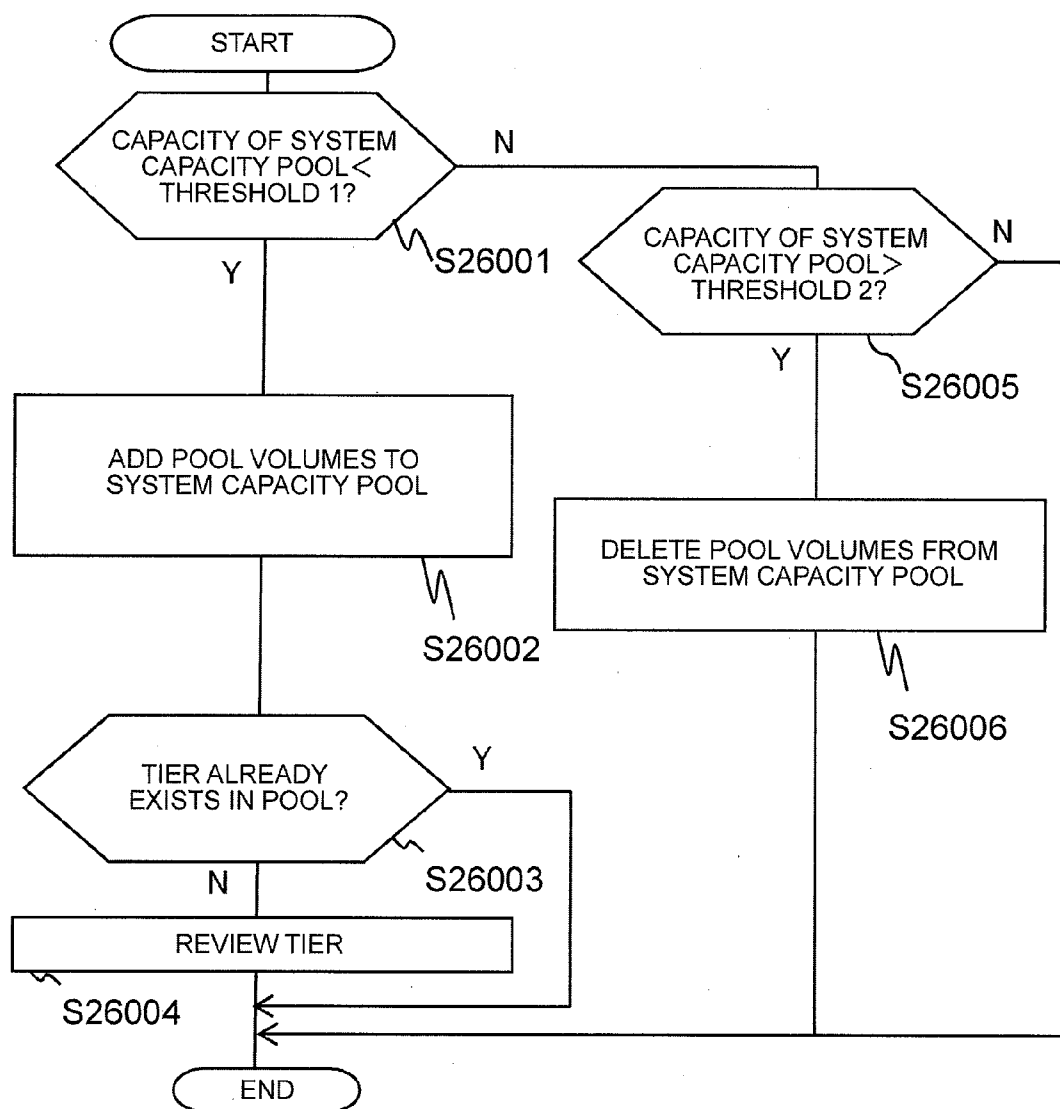 START
CAPACITY OF SYSTEM
CAPACITY POOL<
THRESHOLD 1?
N
S26001
Y
CAPACITY OF SYSTEM
CAPACITY POOL>
THRESHOLD 2?
N
Y
S26005
ADD POOL VOLUMES TO
SYSTEM CAPACITY POOL
S26002
DELETE POOL VOLUMES FROM
SYSTEM CAPACITY POOL
S26006
TIER ALREADY
EXISTS IN POOL?
Y
S26003
N
REVIEW TIER
S26004
END